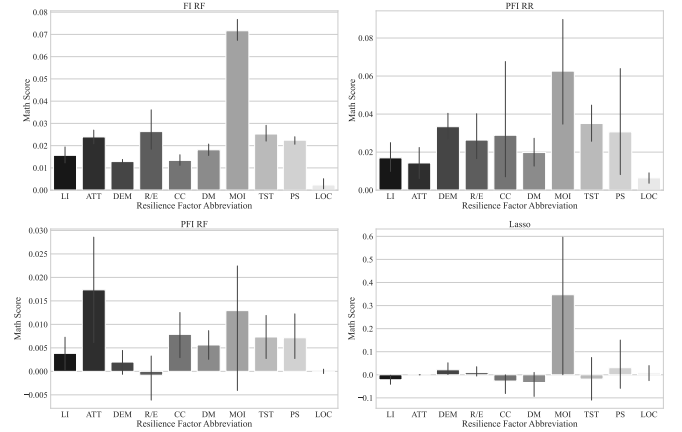 FI RF
0.08
0.07
0.06
0.05
0.04
0.03
0.02
0.01
0.00
Math Score
LI ATT DEM R/E CC DM MOI TST PS LOC
Resilience Factor Abbreviation
PFI RR
0.08
0.06
0.04
0.02
0.00
Math Score
LI ATT DEM R/E CC DM MOI TST PS LOC
Resilience Factor Abbreviation
PFI RF
0.030
0.025
0.020
0.015
0.010
0.005
0.000
−0.005
Math Score
LI ATT DEM R/E CC DM MOI TST PS LOC
Resilience Factor Abbreviation
Lasso
0.6
0.5
0.4
0.3
0.2
0.1
0.0
−0.1
Math Score
LI ATT DEM R/E CC DM MOI TST PS LOC
Resilience Factor Abbreviation